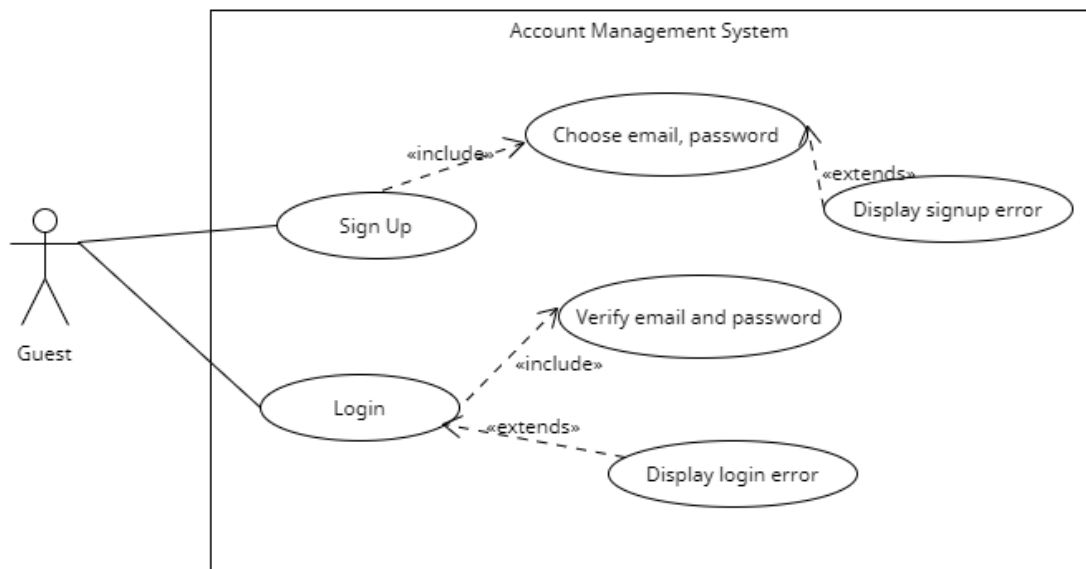 Account Management System
Choose email, password
«include»
«extends»
Sign Up
Display signup error
Guest
Verify email and password
«include»
Login
«extends»
Display login error